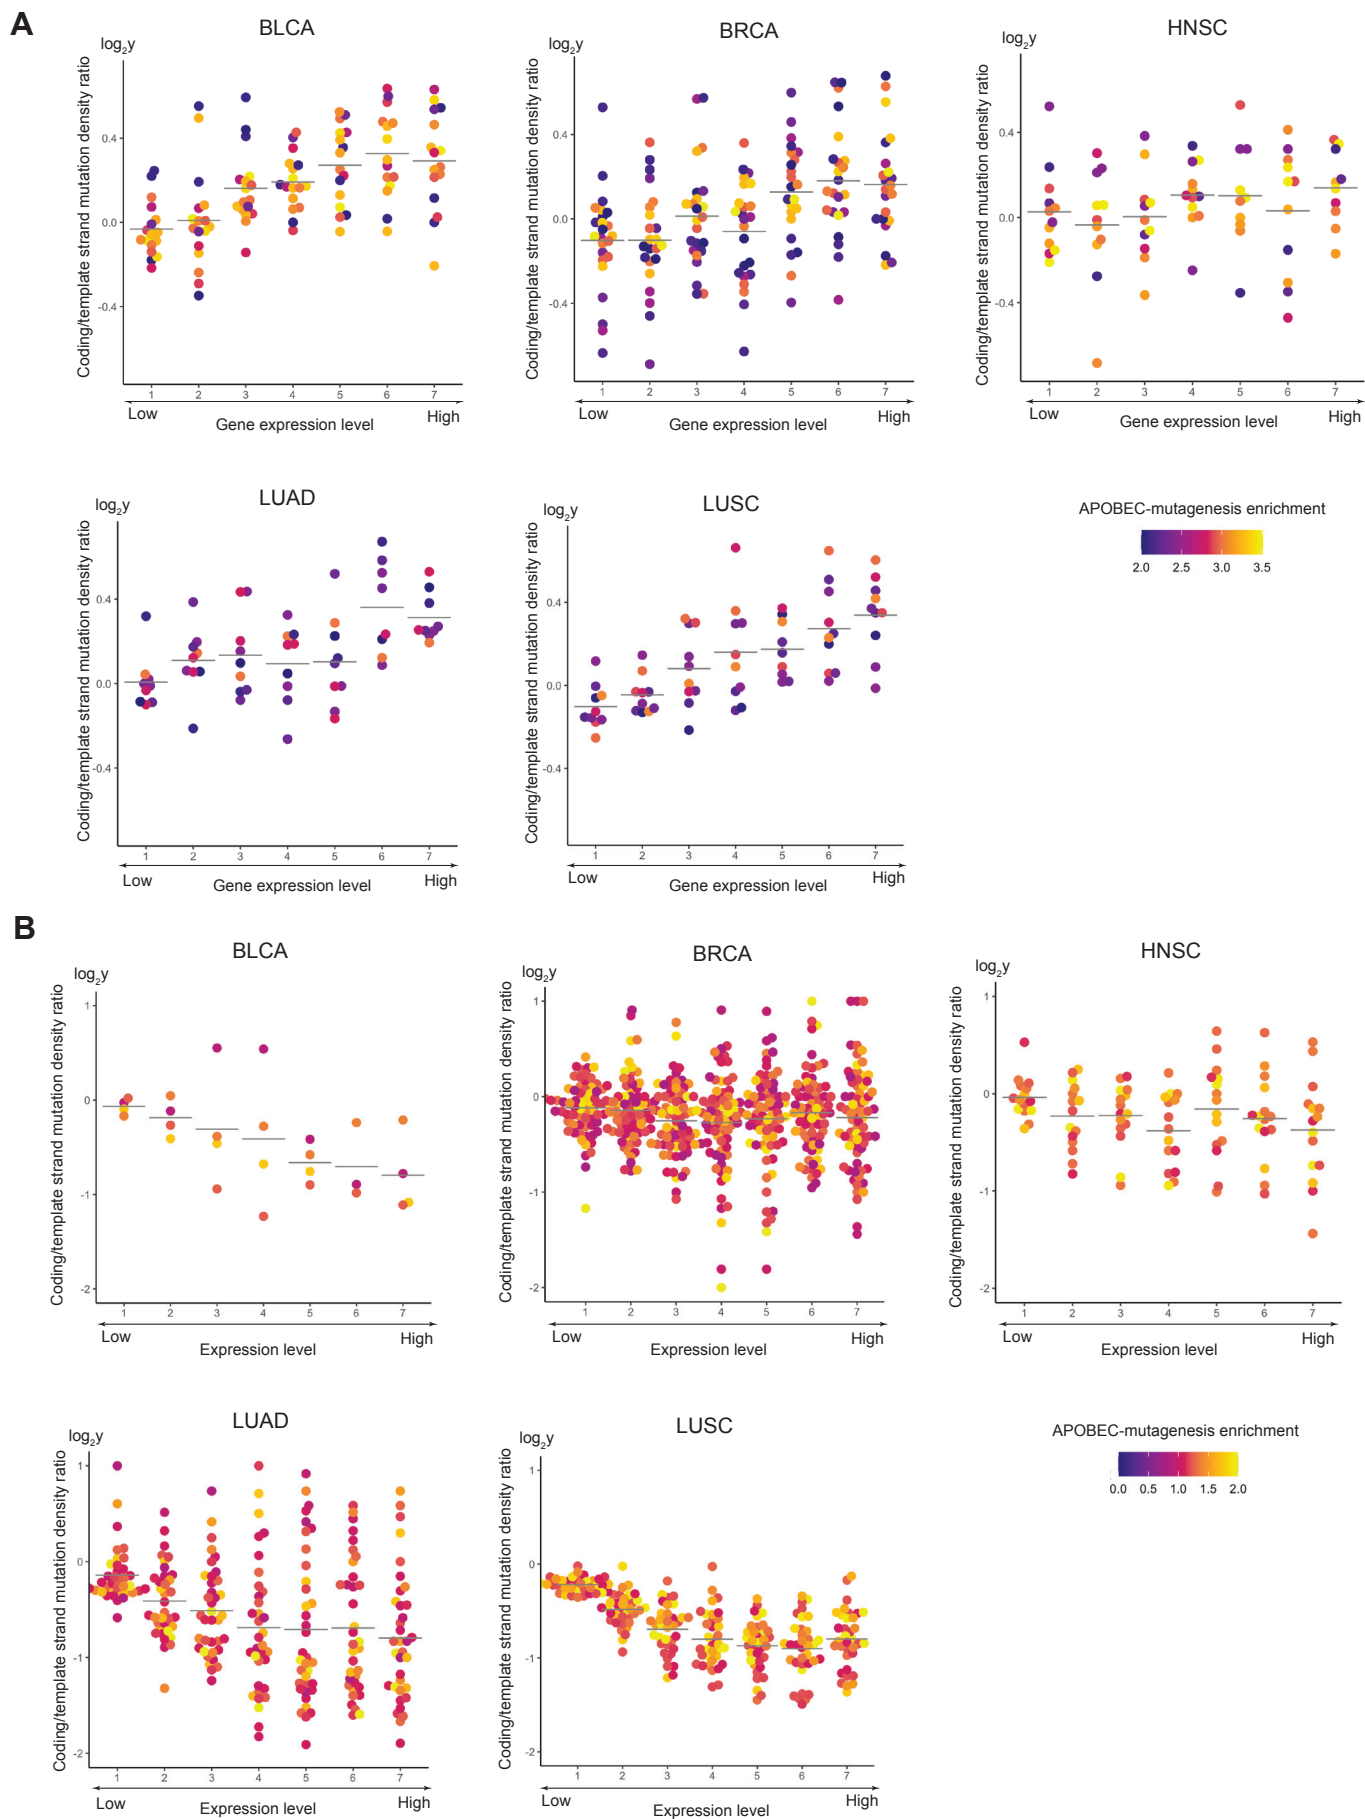 A
BLCA
log2y
Coding/template strand mutation density ratio
0.4
0.0
-0.4
1 2 3 4 5 6 7
Low
Gene expression level
High
BRCA
log2y
Coding/template strand mutation density ratio
0.4
0.0
-0.4
1 2 3 4 5 6 7
Low
Gene expression level
High
HNSC
log2y
Coding/template strand mutation density ratio
0.4
0.0
-0.4
1 2 3 4 5 6 7
Low
Gene expression level
High
LUAD
log2y
Coding/template strand mutation density ratio
0.4
0.0
-0.4
1 2 3 4 5 6 7
Low
Gene expression level
High
LUSC
log2y
Coding/template strand mutation density ratio
0.4
0.0
-0.4
1 2 3 4 5 6 7
Low
Gene expression level
High
APOBEC-mutagenesis enrichment
2.0 2.5 3.0 3.5
B
BLCA
log2y
Coding/template strand mutation density ratio
1
0
-1
-2
1 2 3 4 5 6 7
Low
Expression level
High
BRCA
log2y
Coding/template strand mutation density ratio
1
0
-1
-2
1 2 3 4 5 6 7
Low
Expression level
High
HNSC
log2y
Coding/template strand mutation density ratio
1
0
-1
-2
1 2 3 4 5 6 7
Low
Expression level
High
LUAD
log2y
Coding/template strand mutation density ratio
1
0
-1
-2
1 2 3 4 5 6 7
Low
Expression level
High
LUSC
log2y
Coding/template strand mutation density ratio
1
0
-1
-2
1 2 3 4 5 6 7
Low
Expression level
High
APOBEC-mutagenesis enrichment
0.0 0.5 1.0 1.5 2.0